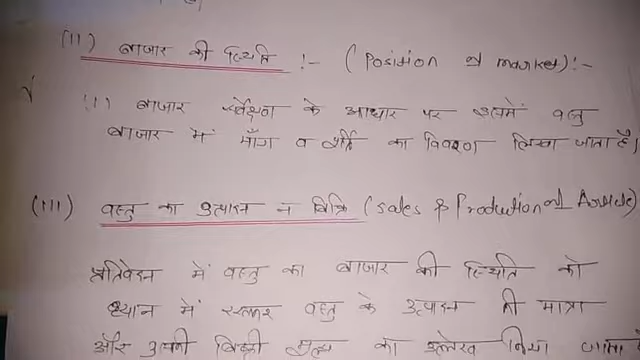 (II) बाजार की स्थिति :- (Position of market):-
(1) बाजार सर्वेक्षण के आधार पर उसमें वस्तु
बाजार में माँग व पूर्ति का विवरण लिखा जाता है।
(III) वस्तु का उत्पादन व बिक्रि (Sales & Production of Article)
प्रतिवेदन में वस्तु का बाजार की स्थिति को
ध्यान में रखकर वस्तु के उत्पादन की मात्रा
और उसकी बिक्री मूल्य का उल्लेख किया जाता